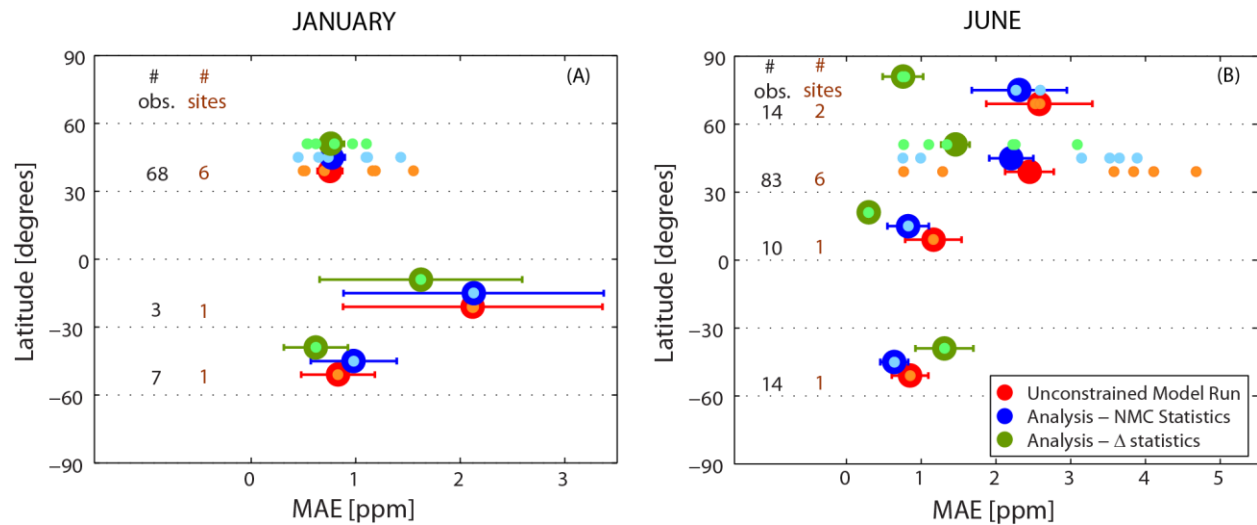 JANUARY
90
60
30
0
−30
−60
−90
Latitude [degrees]
# #
obs. sites
68 6
3 1
7 1
(A)
0 1 2 3
MAE [ppm]
JUNE
90
60
30
0
−30
−60
−90
Latitude [degrees]
# #
obs. sites
14 2
83 6
10 1
14 1
(B)
Unconstrained Model Run
Analysis − NMC Statistics
Analysis − Δ statistics
0 1 2 3 4 5
MAE [ppm]